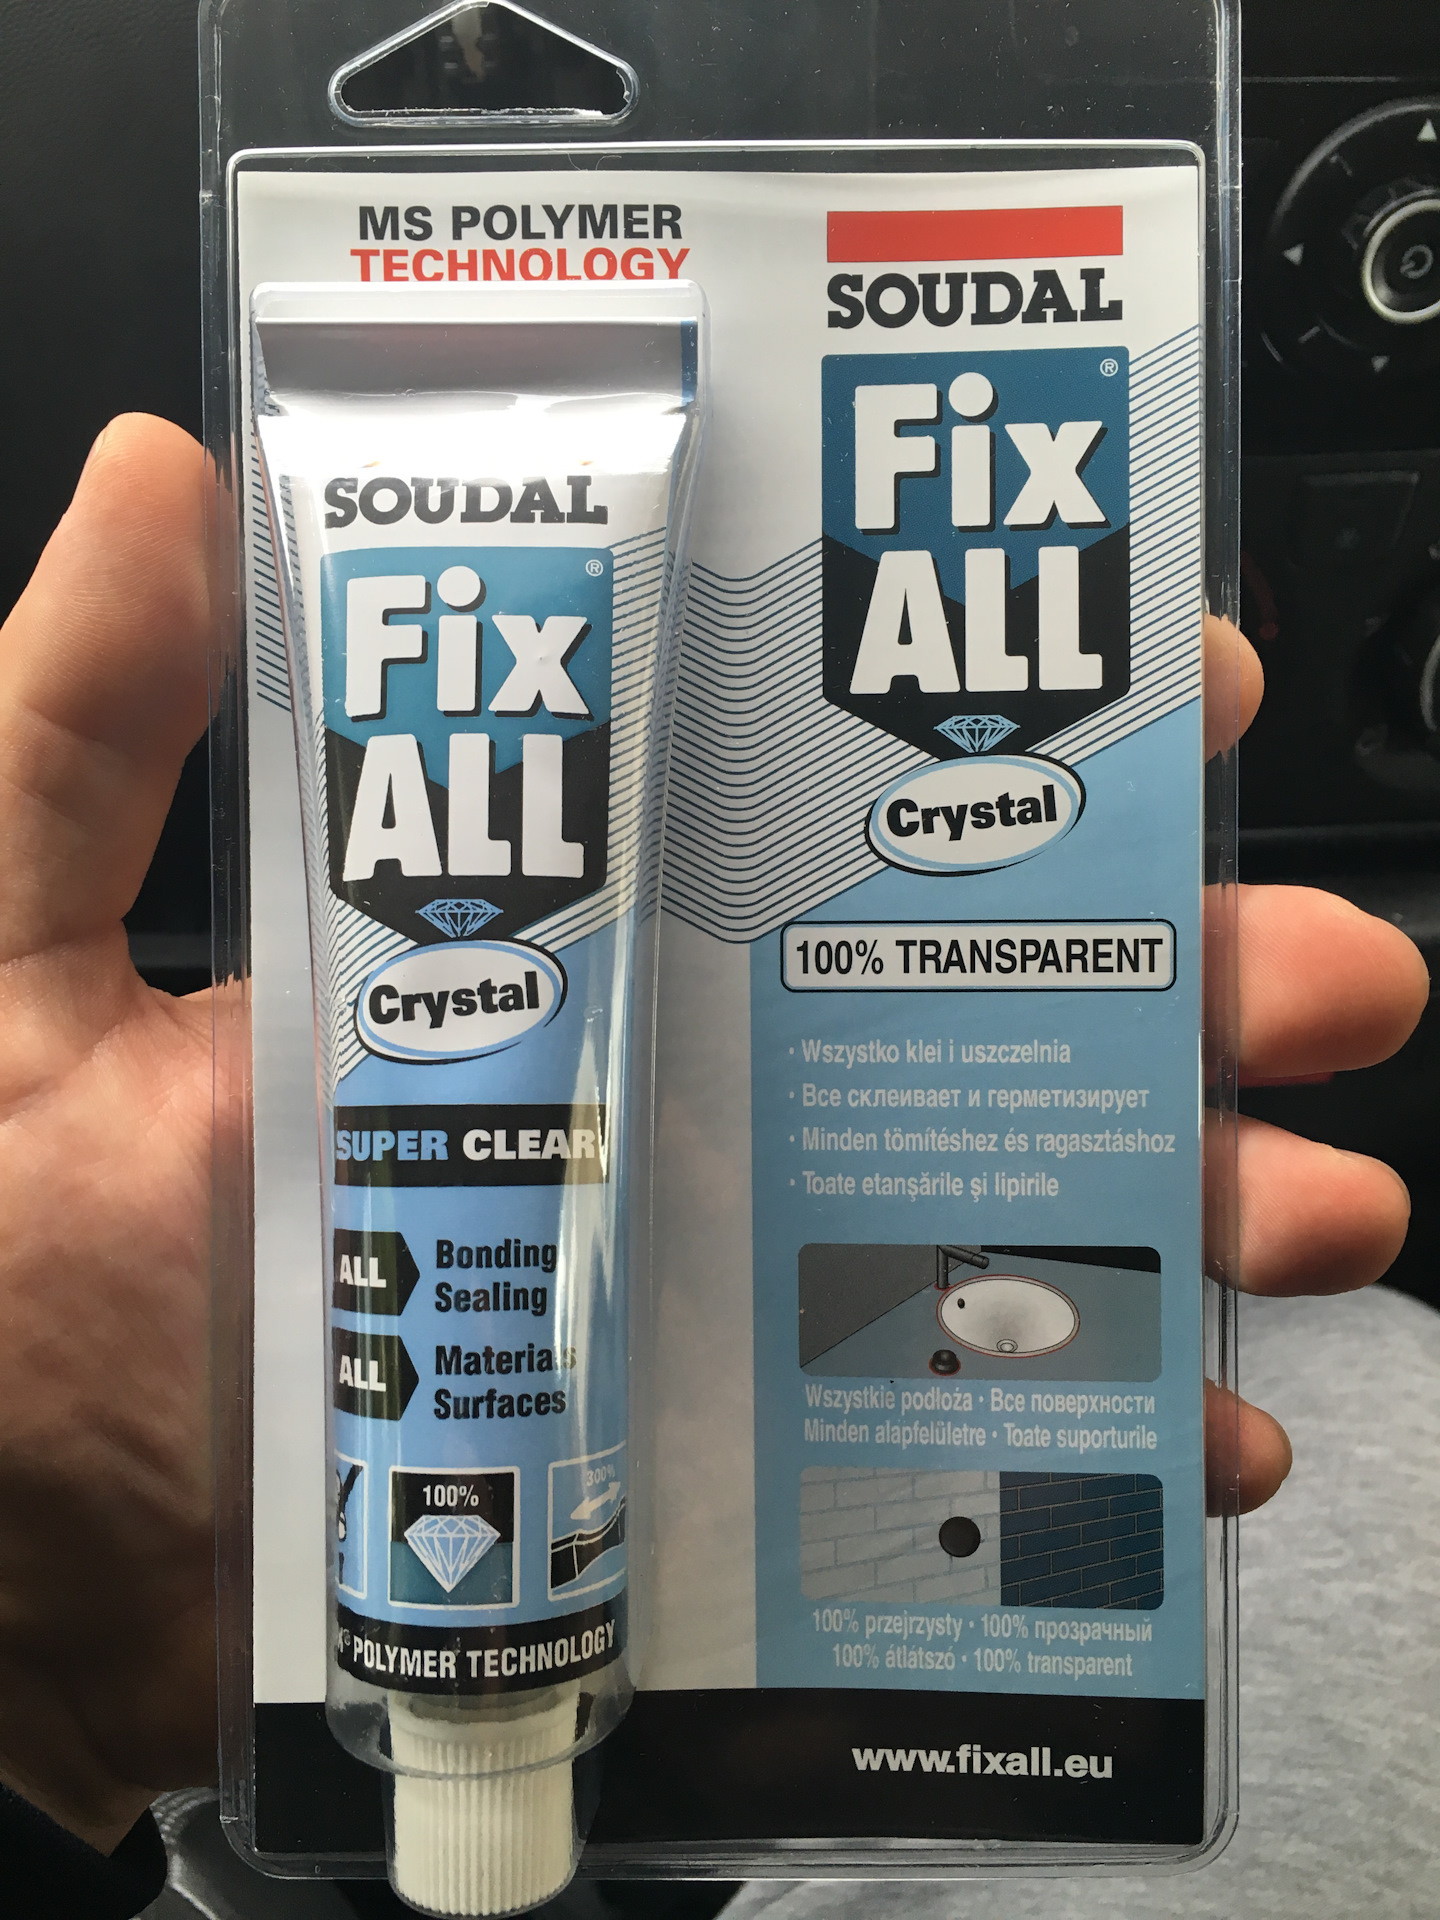 MS POLYMER
TECHNOLOGY
SOUDAL
Fix
ALL
®
Crystal
SUPER CLEAR
ALL
Bonding
Sealing
ALL
Materials
Surfaces
100%
300%
POLYMER TECHNOLOGY
SOUDAL
Fix
ALL
®
Crystal
100% TRANSPARENT
• Wszystko klei i uszczelnia
• Все склеивает и герметизирует
• Minden tömítéshez és ragasztáshoz
• Toate etanşările şi lipirile
Wszystkie podłoża • Все поверхности
Minden alapfelületre • Toate suporturile
100% przejrzysty • 100% прозрачный
100% átlátszó • 100% transparent
www.fixall.eu